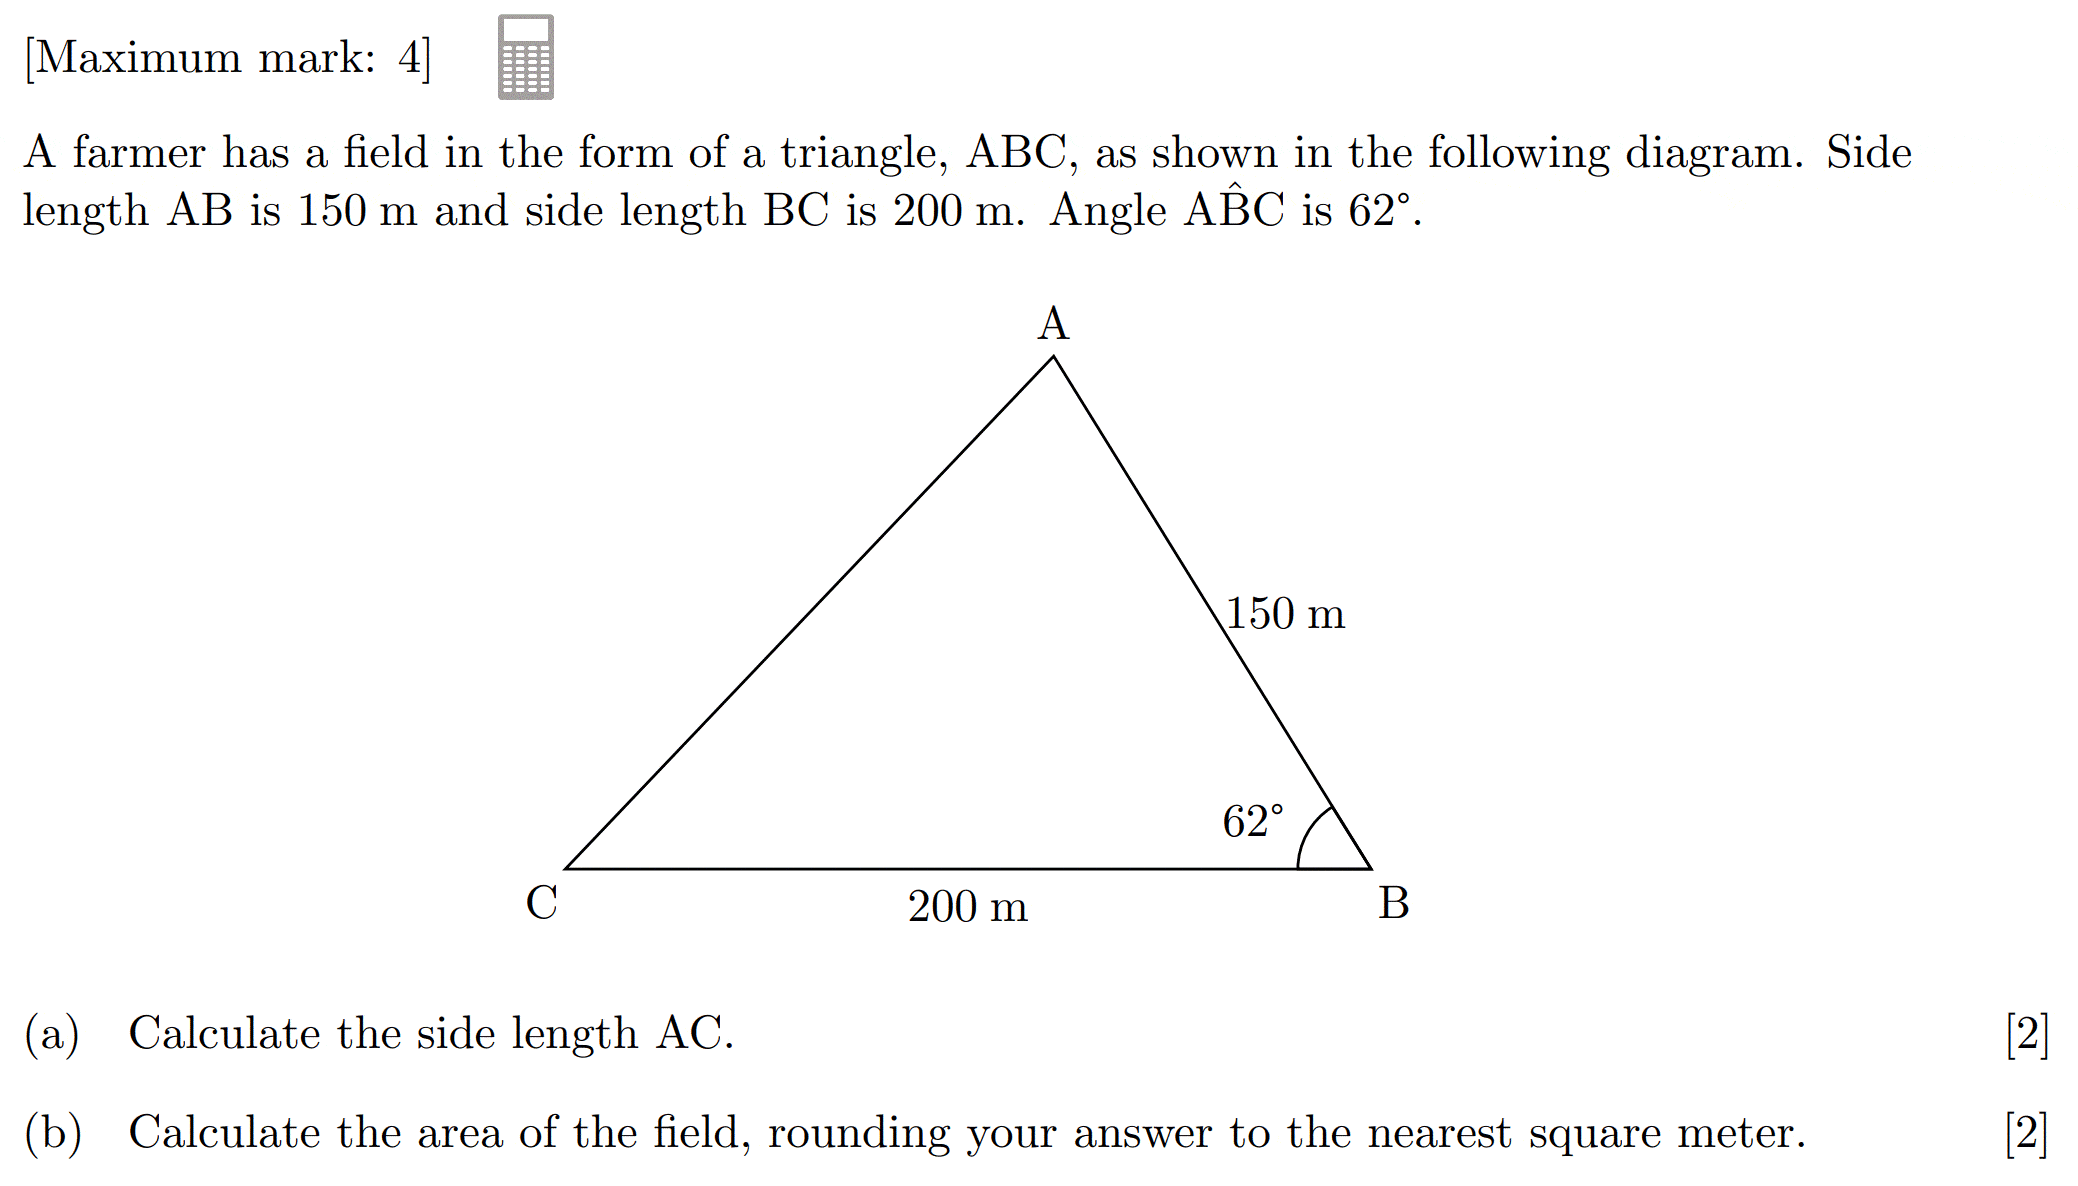 [Maximum mark: 4]
A farmer has a field in the form of a triangle, ABC, as shown in the following diagram. Side
length AB is 150 m and side length BC is 200 m. Angle AB̂C is 62°.
A
150 m
62°
C
B
200 m
(a) Calculate the side length AC. [2]
(b) Calculate the area of the field, rounding your answer to the nearest square meter. [2]